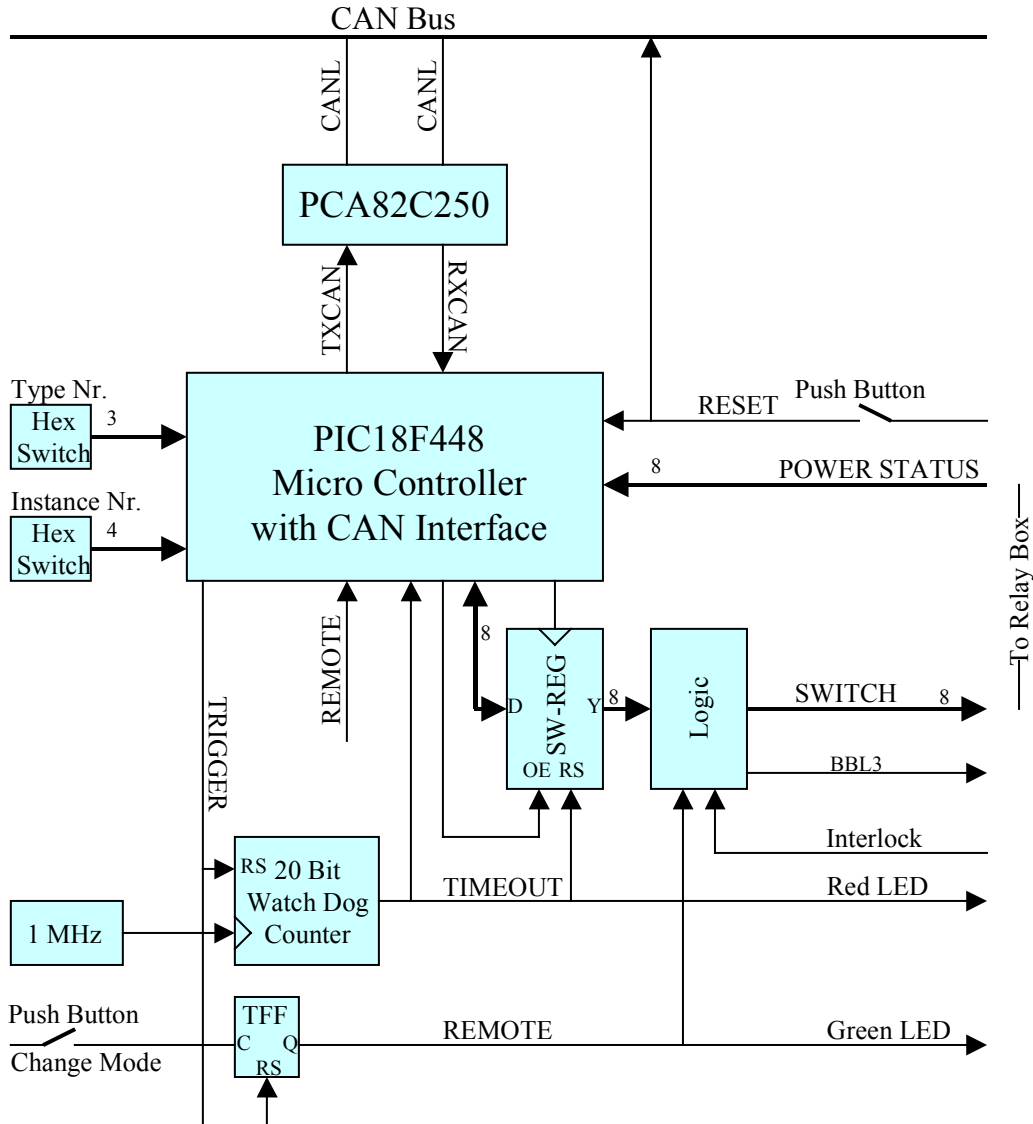 CAN Bus
CANL
CANL
PCA82C250
TXCAN
RXCAN
Type Nr.
Hex
Switch
3
Instance Nr.
Hex
Switch
4
PIC18F448
Micro Controller
with CAN Interface
RESET
Push Button
8
POWER STATUS
To Relay Box
REMOTE
8
D
SW-REG
Y
OE RS
8
Logic
SWITCH
8
BBL3
Interlock
TRIGGER
RS 20 Bit
Watch Dog
Counter
TIMEOUT
Red LED
1 MHz
Push Button
Change Mode
TFF
C Q
RS
REMOTE
Green LED